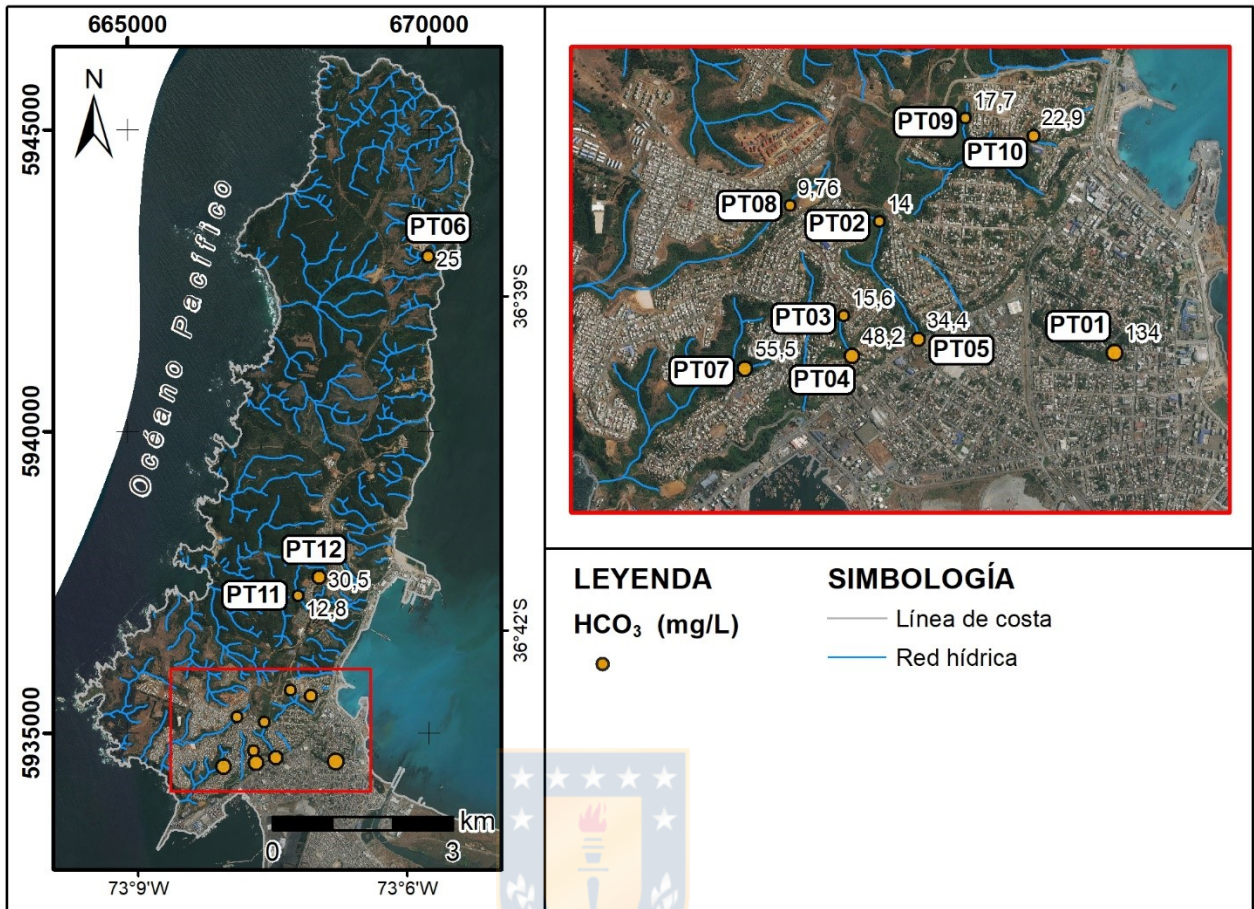 665000
670000
5945000
5940000
5935000
N
Océano Pacífico
PT06
25
PT12
30,5
PT11
12,8
36°39'S
36°42'S
km
0
3
73°9'W
73°6'W
PT09
17,7
PT10
22,9
PT08
9,76
PT02
14
PT03
15,6
PT01
134
PT05
34,4
PT04
48,2
PT07
55,5
LEYENDA
HCO₃ (mg/L)
SIMBOLOGÍA
Línea de costa
Red hídrica